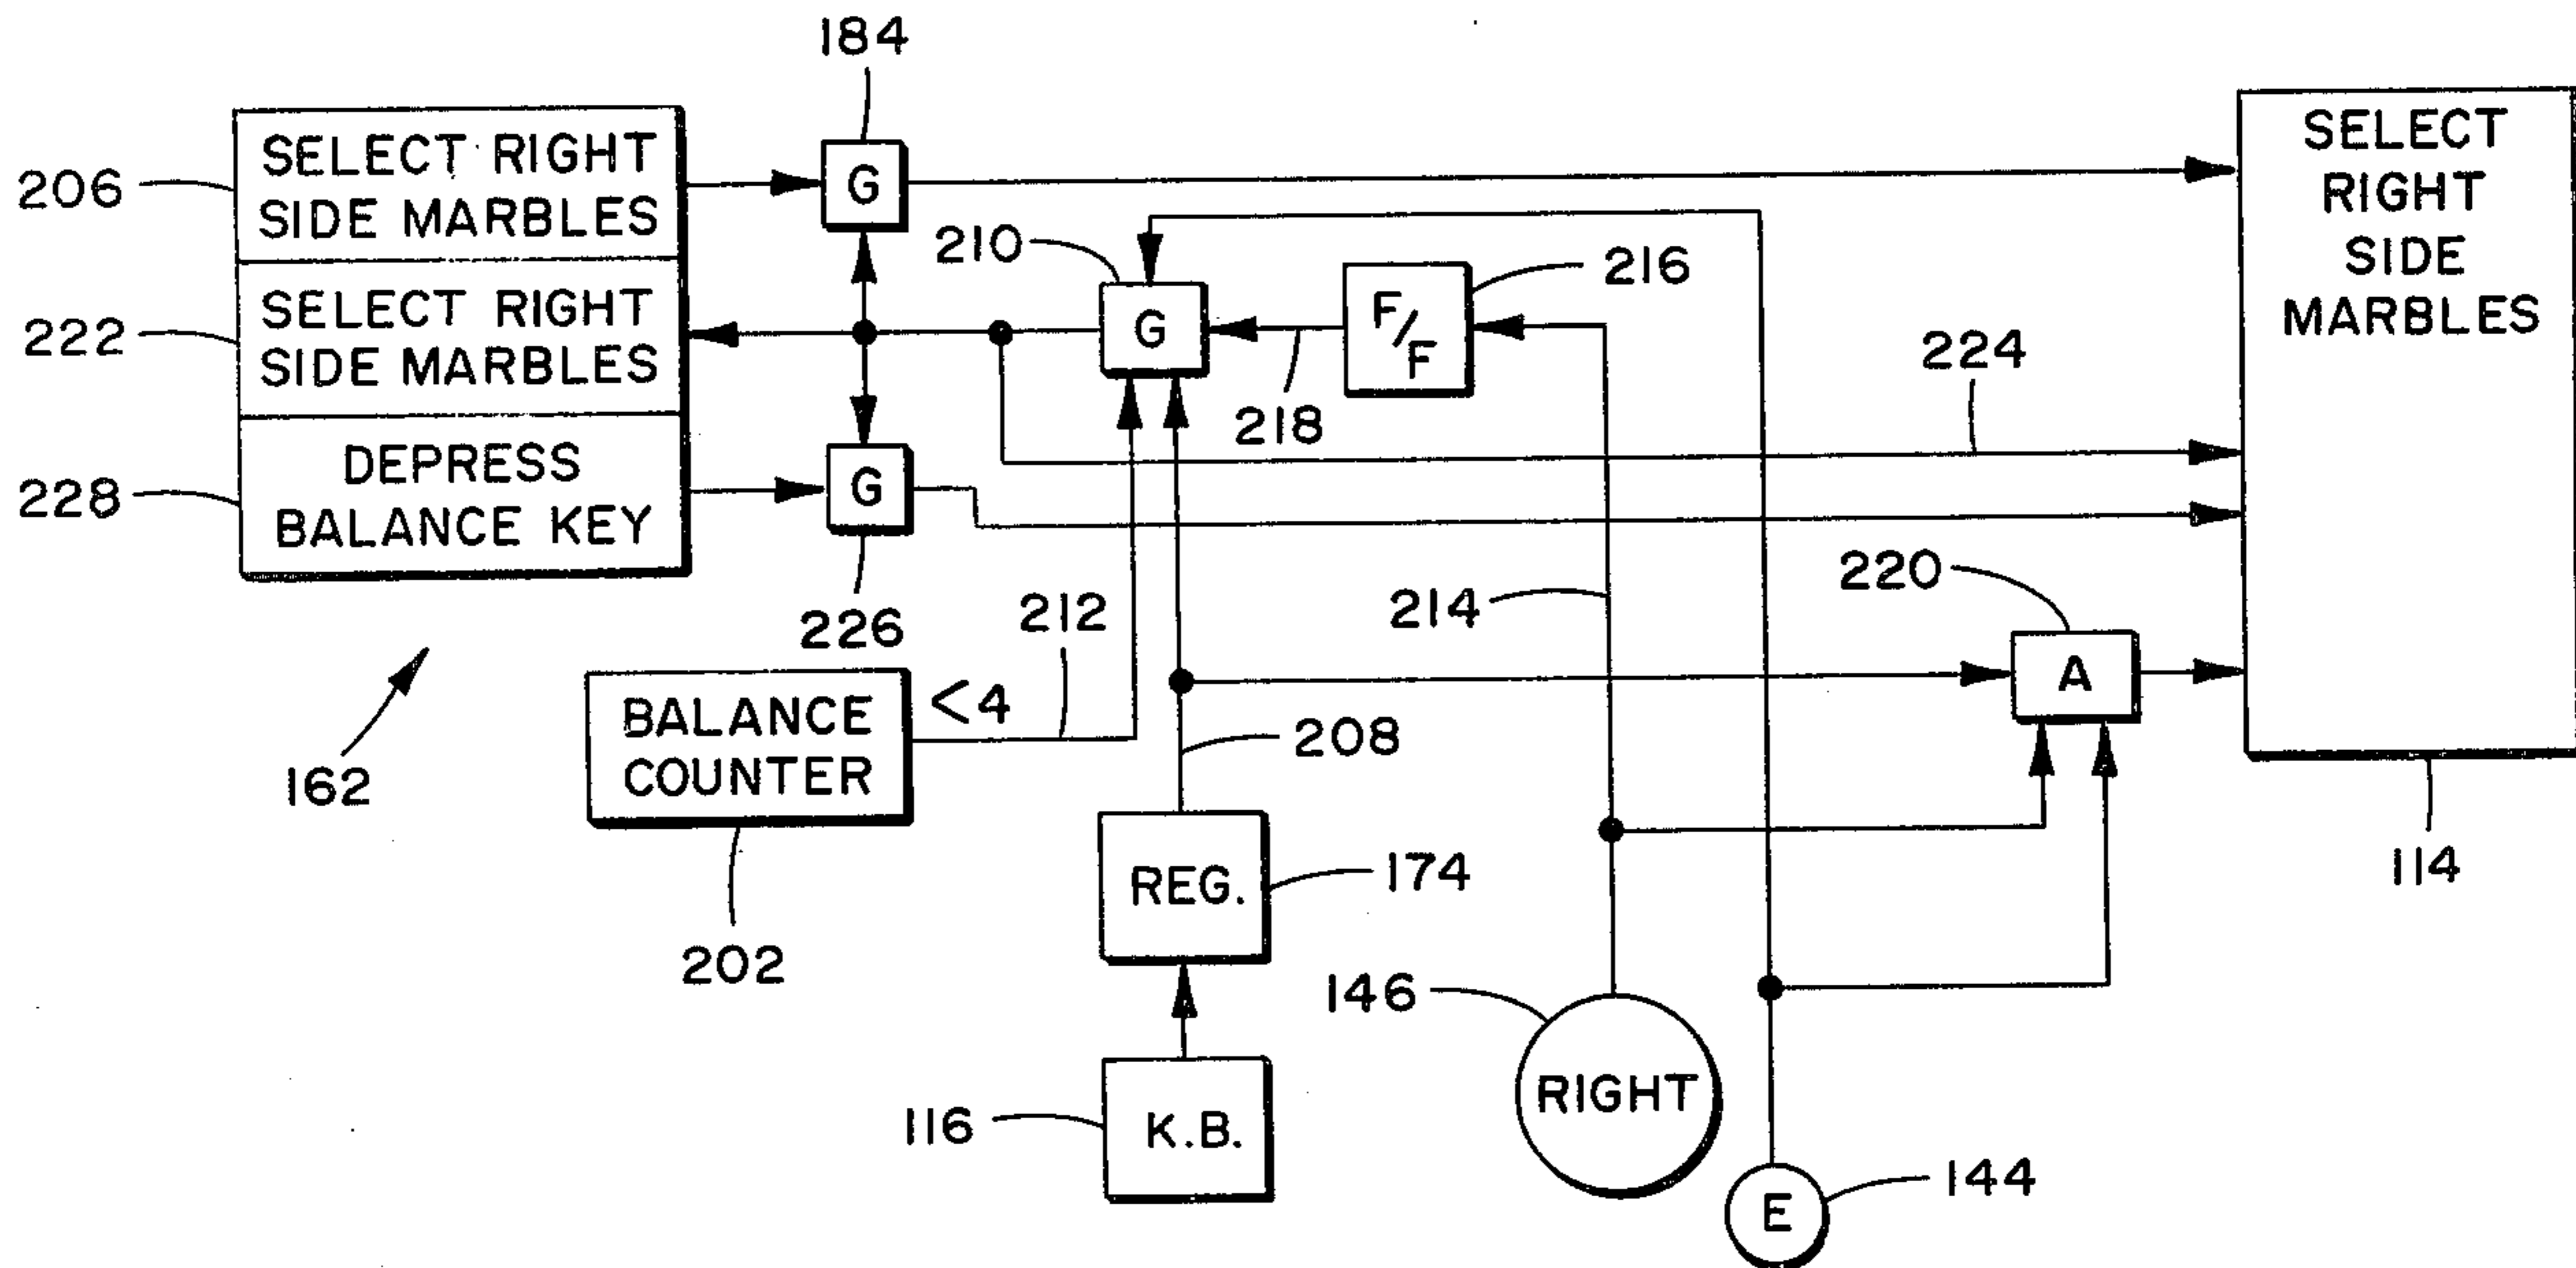 184
206
SELECT RIGHT
SIDE MARBLES
G
SELECT
RIGHT
SIDE
MARBLES
210
216
222
SELECT RIGHT
SIDE MARBLES
G
F/F
218
224
228
DEPRESS
BALANCE KEY
G
226
212
214
220
162
BALANCE
COUNTER
<4
208
A
202
REG.
174
114
146
116
K.B.
RIGHT
E
144